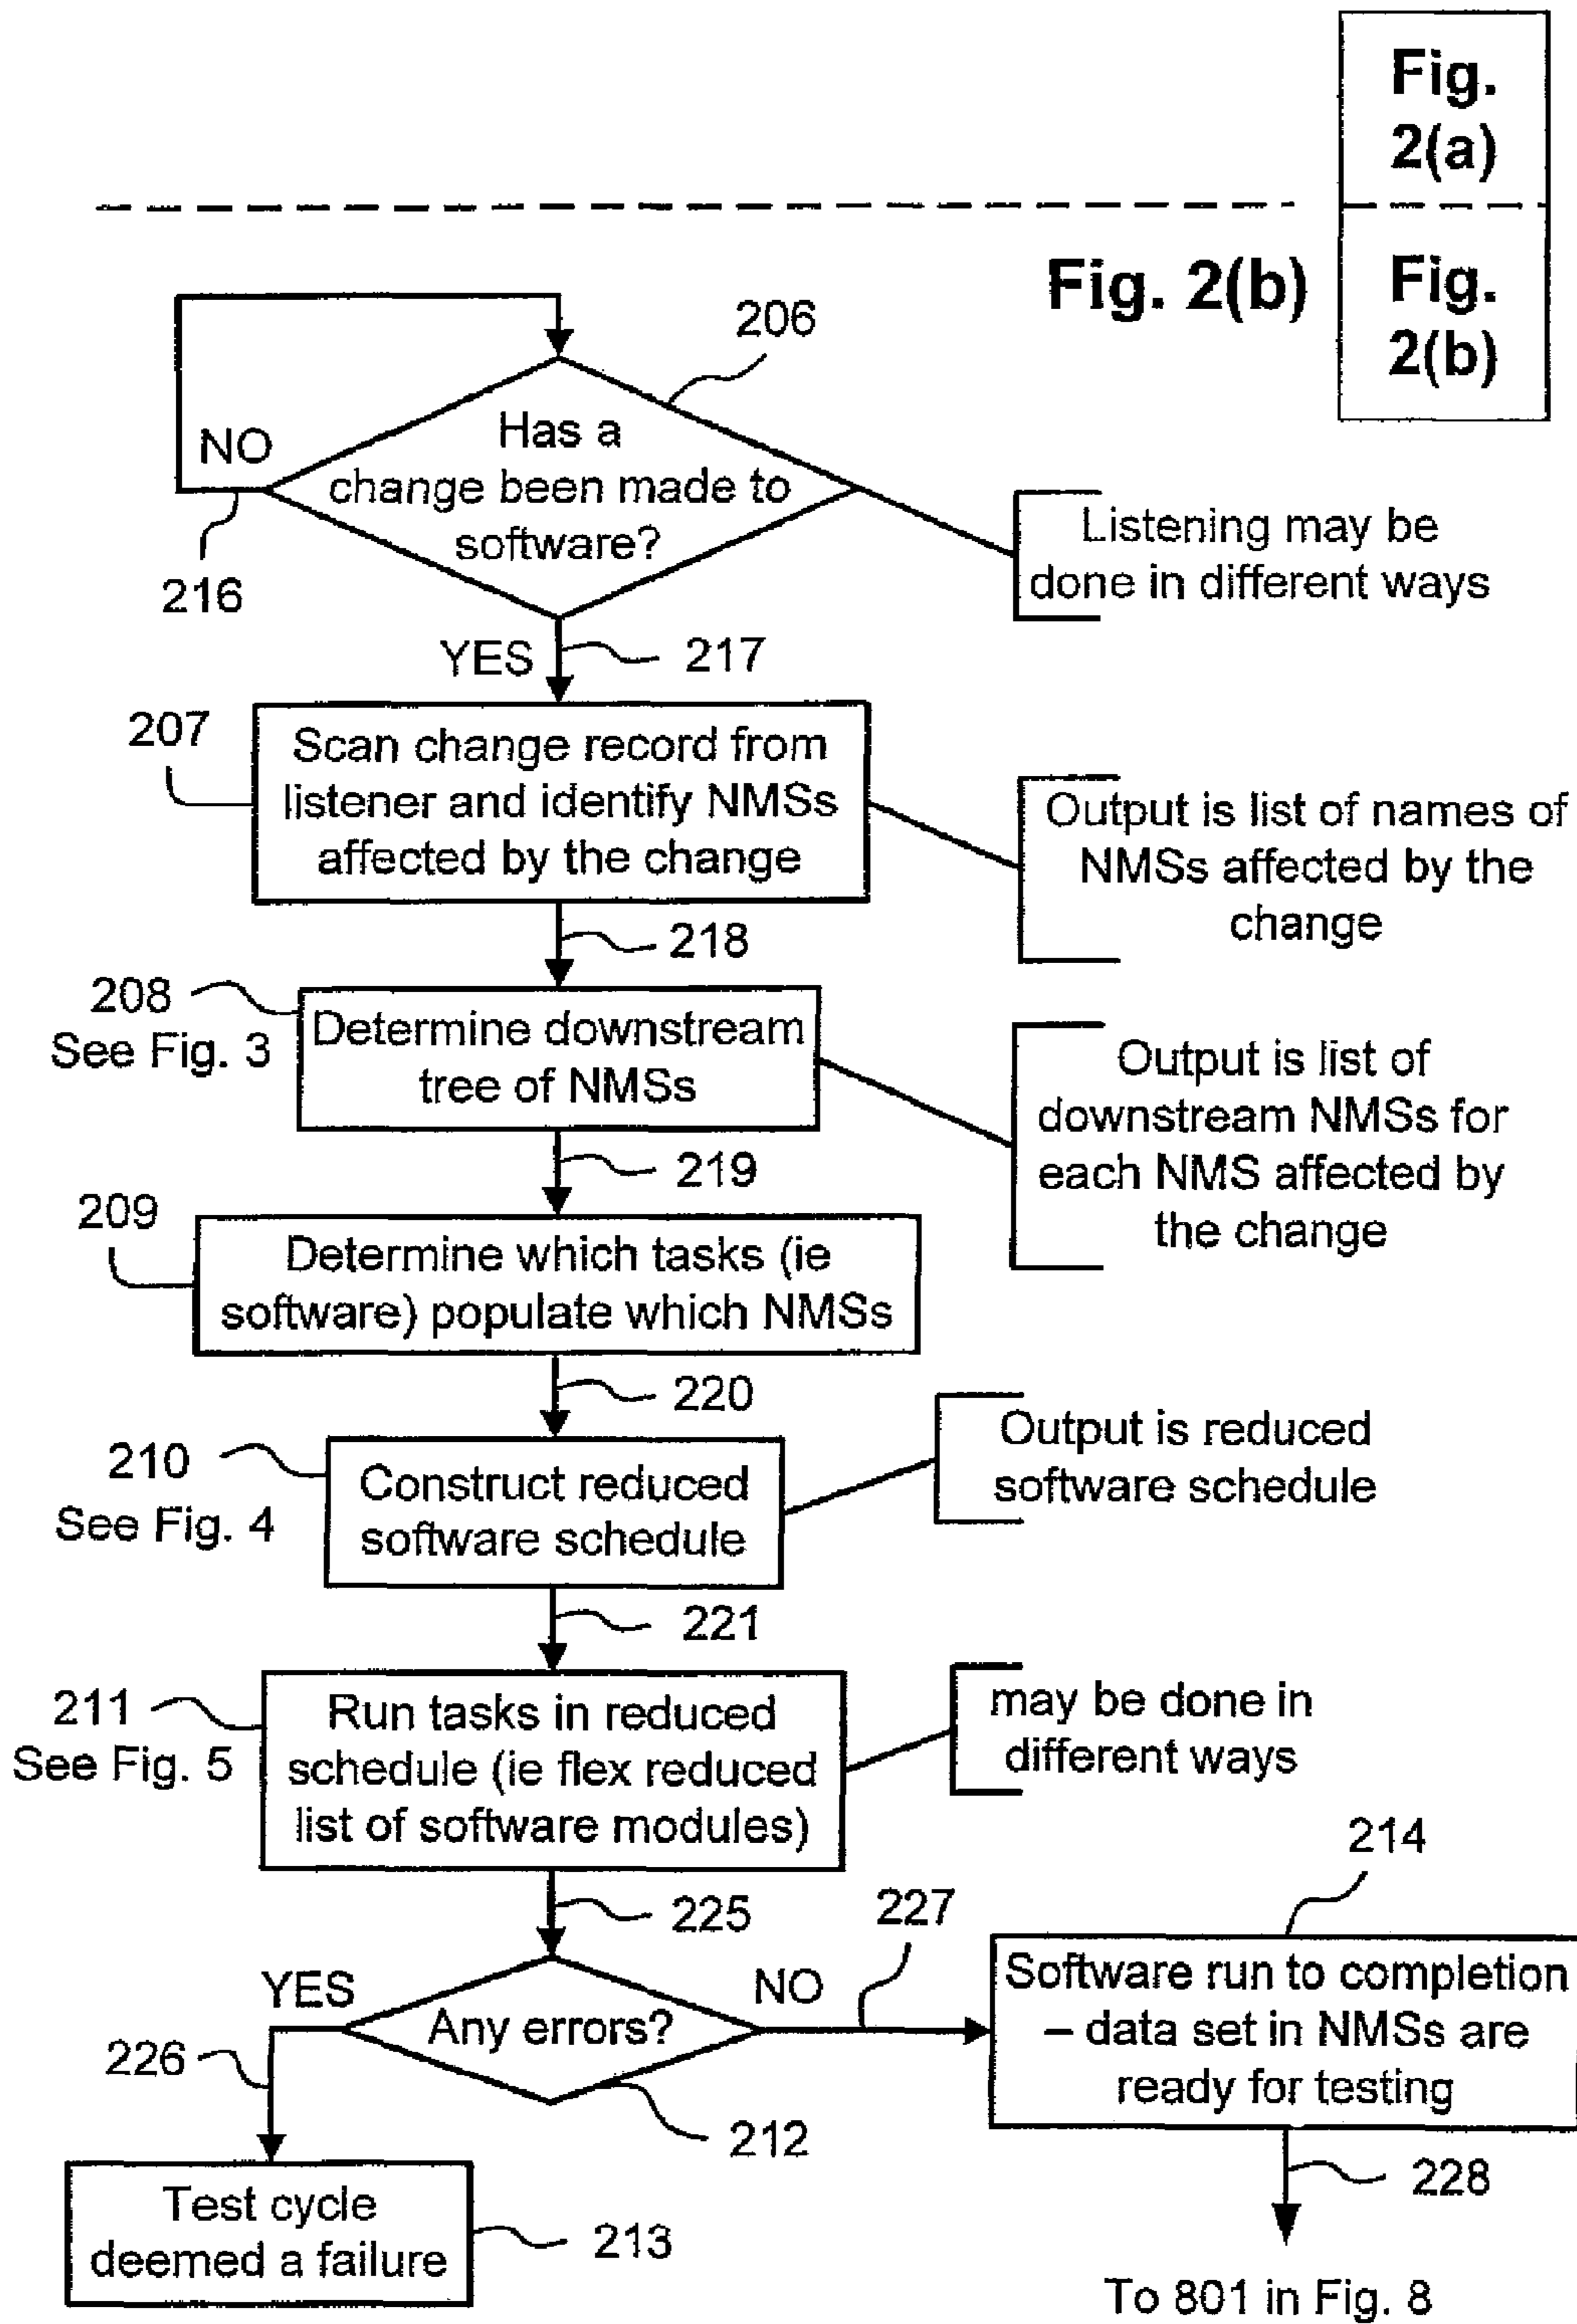 Fig.
2(a)
Fig. 2(b)
Fig.
2(b)
206
Has a
change been made to
software?
NO
216
Listening may be
done in different ways
YES
217
207
Scan change record from
listener and identify NMSs
affected by the change
Output is list of names of
NMSs affected by the
change
218
208
See Fig. 3
Determine downstream
tree of NMSs
Output is list of
downstream NMSs for
each NMS affected by
the change
219
209
Determine which tasks (ie
software) populate which NMSs
220
210
See Fig. 4
Construct reduced
software schedule
Output is reduced
software schedule
221
211
See Fig. 5
Run tasks in reduced
schedule (ie flex reduced
list of software modules)
may be done in
different ways
225
YES
Any errors?
NO
227
214
Software run to completion
– data set in NMSs are
ready for testing
226
212
Test cycle
deemed a failure
213
228
To 801 in Fig. 8